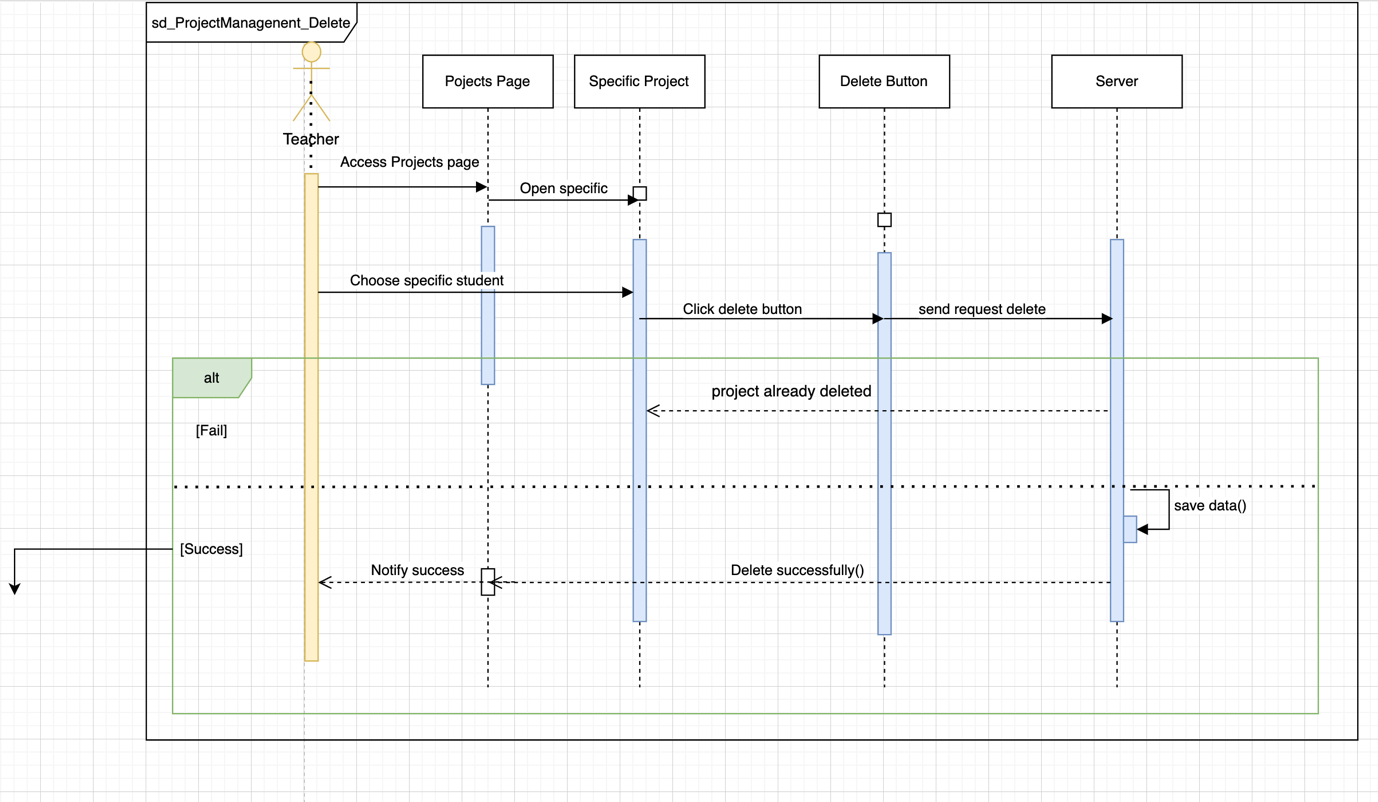 sd_ProjectManagenent_Delete
Pojects Page
Specific Project
Delete Button
Server
Teacher
Access Projects page
Open specific
Choose specific student
Click delete button
send request delete
alt
project already deleted
[Fail]
save data()
[Success]
Notify success
Delete successfully()